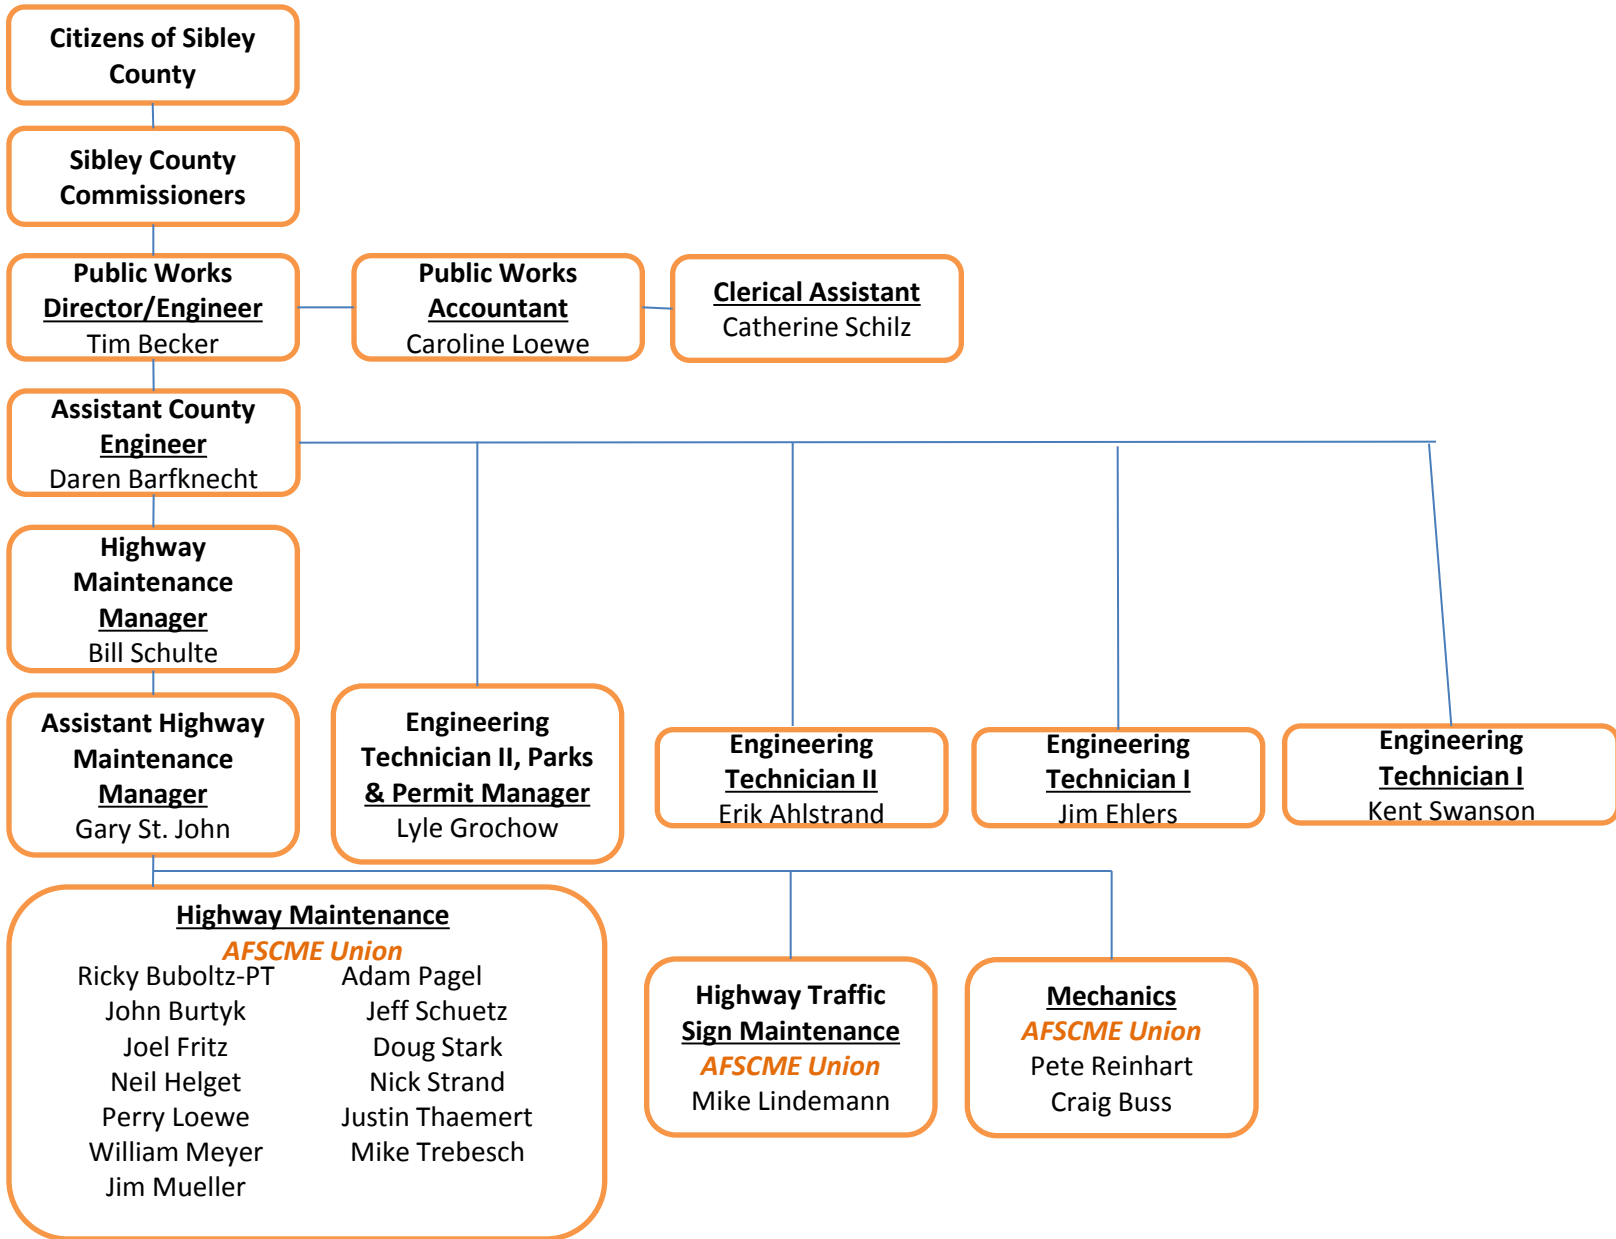 Citizens of Sibley
County
Sibley County
Commissioners
Public Works
Director/Engineer
Tim Becker
Public Works
Accountant
Caroline Loewe
Clerical Assistant
Catherine Schilz
Assistant County
Engineer
Daren Barfknecht
Highway
Maintenance
Manager
Bill Schulte
Assistant Highway
Maintenance
Manager
Gary St. John
Engineering
Technician II, Parks
& Permit Manager
Lyle Grochow
Engineering
Technician II
Erik Ahlstrand
Engineering
Technician I
Jim Ehlers
Engineering
Technician I
Kent Swanson
Highway Maintenance
AFSCME Union
Ricky Buboltz-PT Adam Pagel
John Burtyk Jeff Schuetz
Joel Fritz Doug Stark
Neil Helget Nick Strand
Perry Loewe Justin Thaemert
William Meyer Mike Trebesch
Jim Mueller
Highway Traffic
Sign Maintenance
AFSCME Union
Mike Lindemann
Mechanics
AFSCME Union
Pete Reinhart
Craig Buss